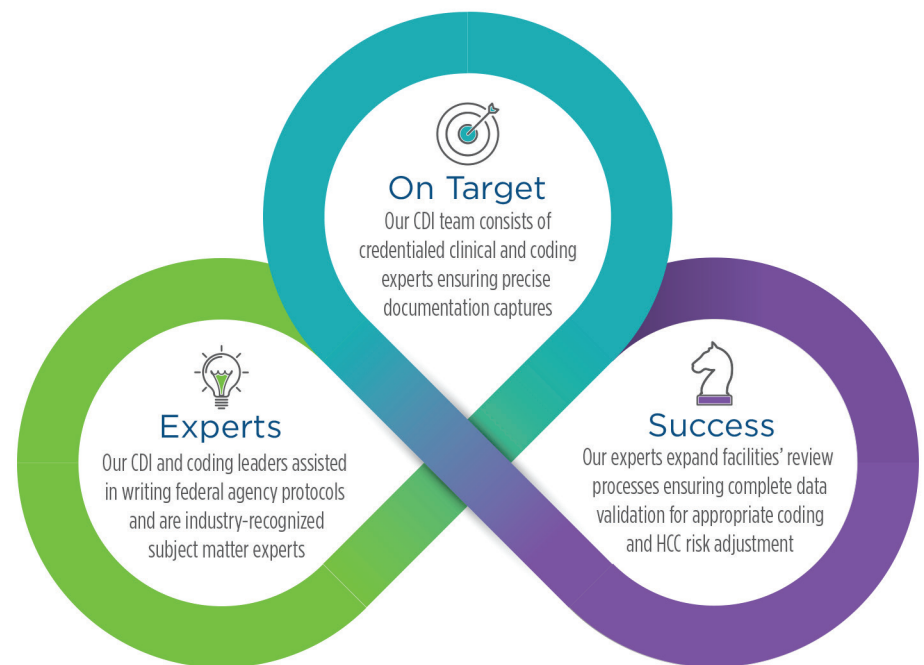 On Target
Our CDI team consists of
credentialed clinical and coding
experts ensuring precise
documentation captures
Experts
Our CDI and coding leaders assisted
in writing federal agency protocols
and are industry-recognized
subject matter experts
Success
Our experts expand facilities’ review
processes ensuring complete data
validation for appropriate coding
and HCC risk adjustment